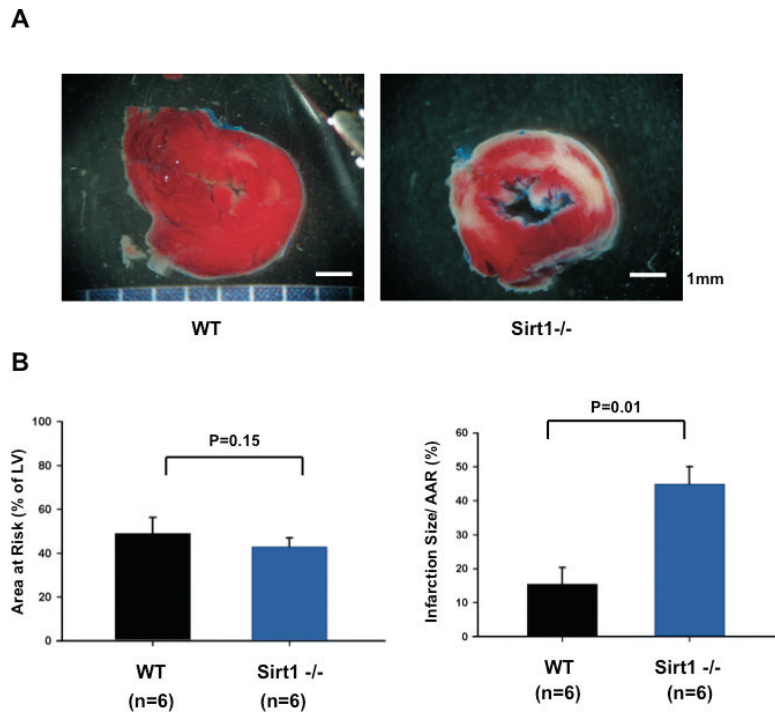 A
1mm
WT
Sirt1-/-
B
100
80
60
40
20
0
Area at Risk (% of LV)
P=0.15
WT
(n=6)
Sirt1 -/-
(n=6)
60
50
40
30
20
10
0
Infarction Size/ AAR (%)
P=0.01
WT
(n=6)
Sirt1 -/-
(n=6)